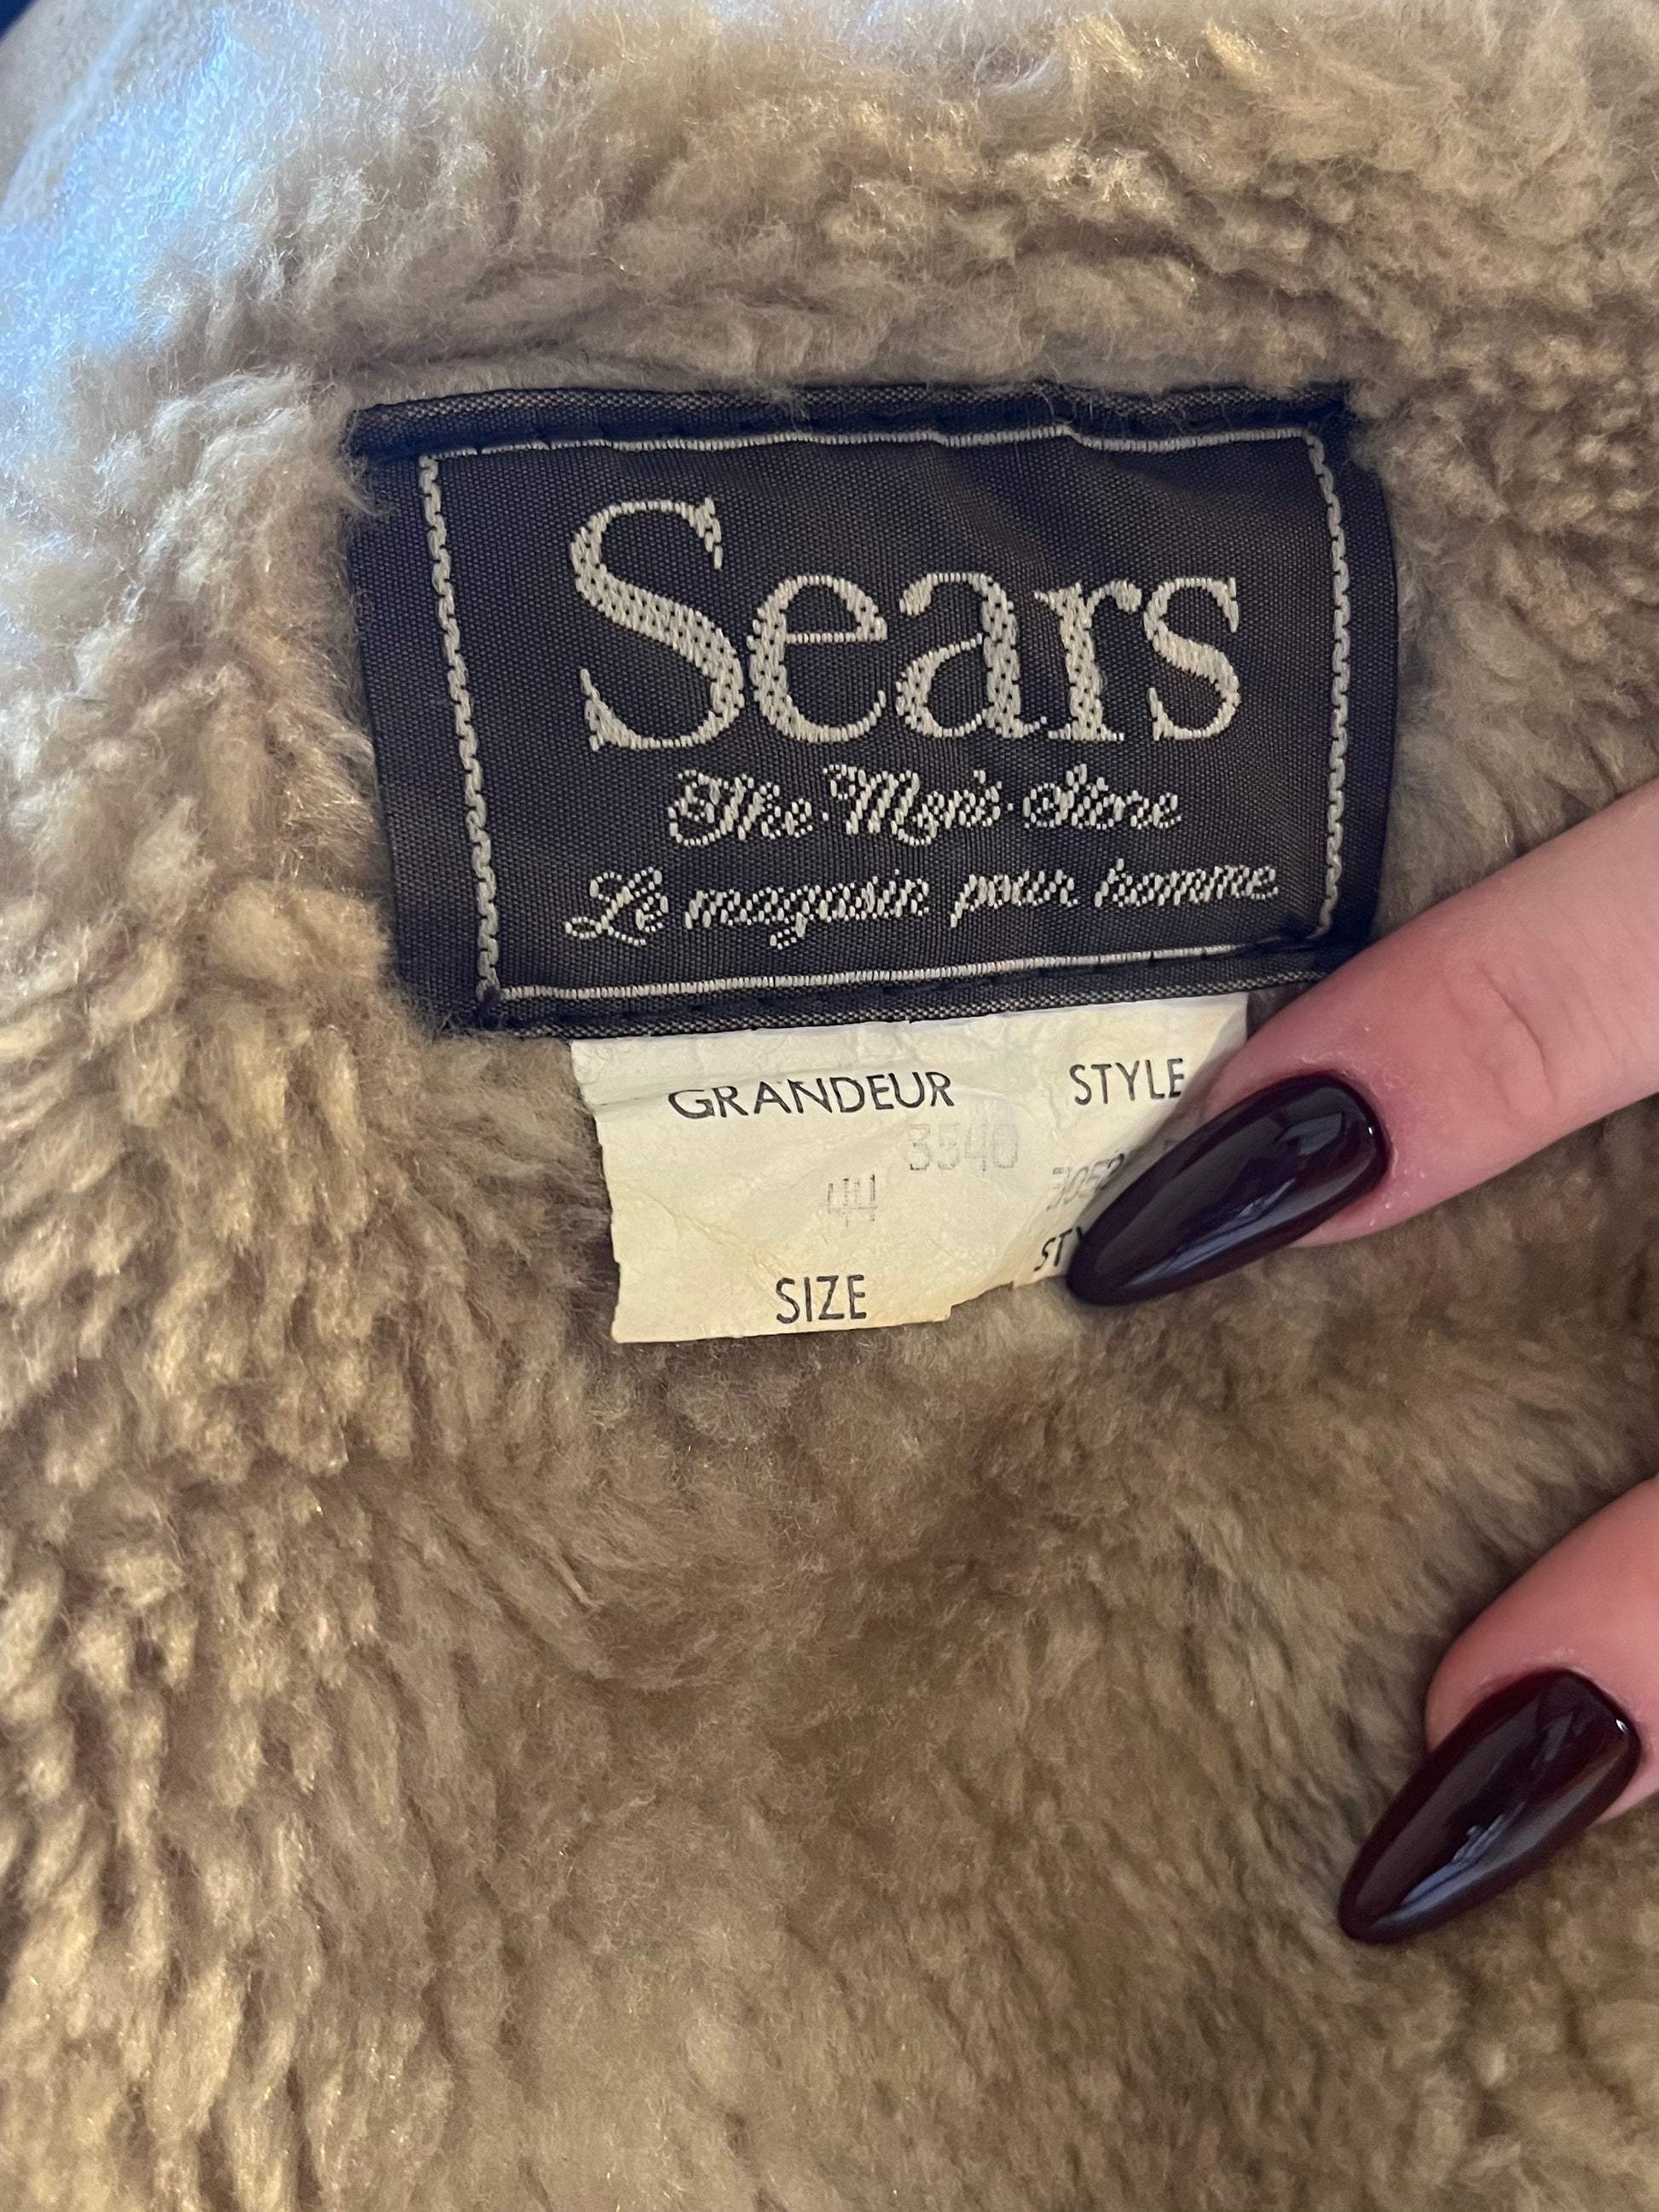 Sears
The Men's Store
Le magasin pour homme
GRANDEUR STYLE
3540
44
SIZE